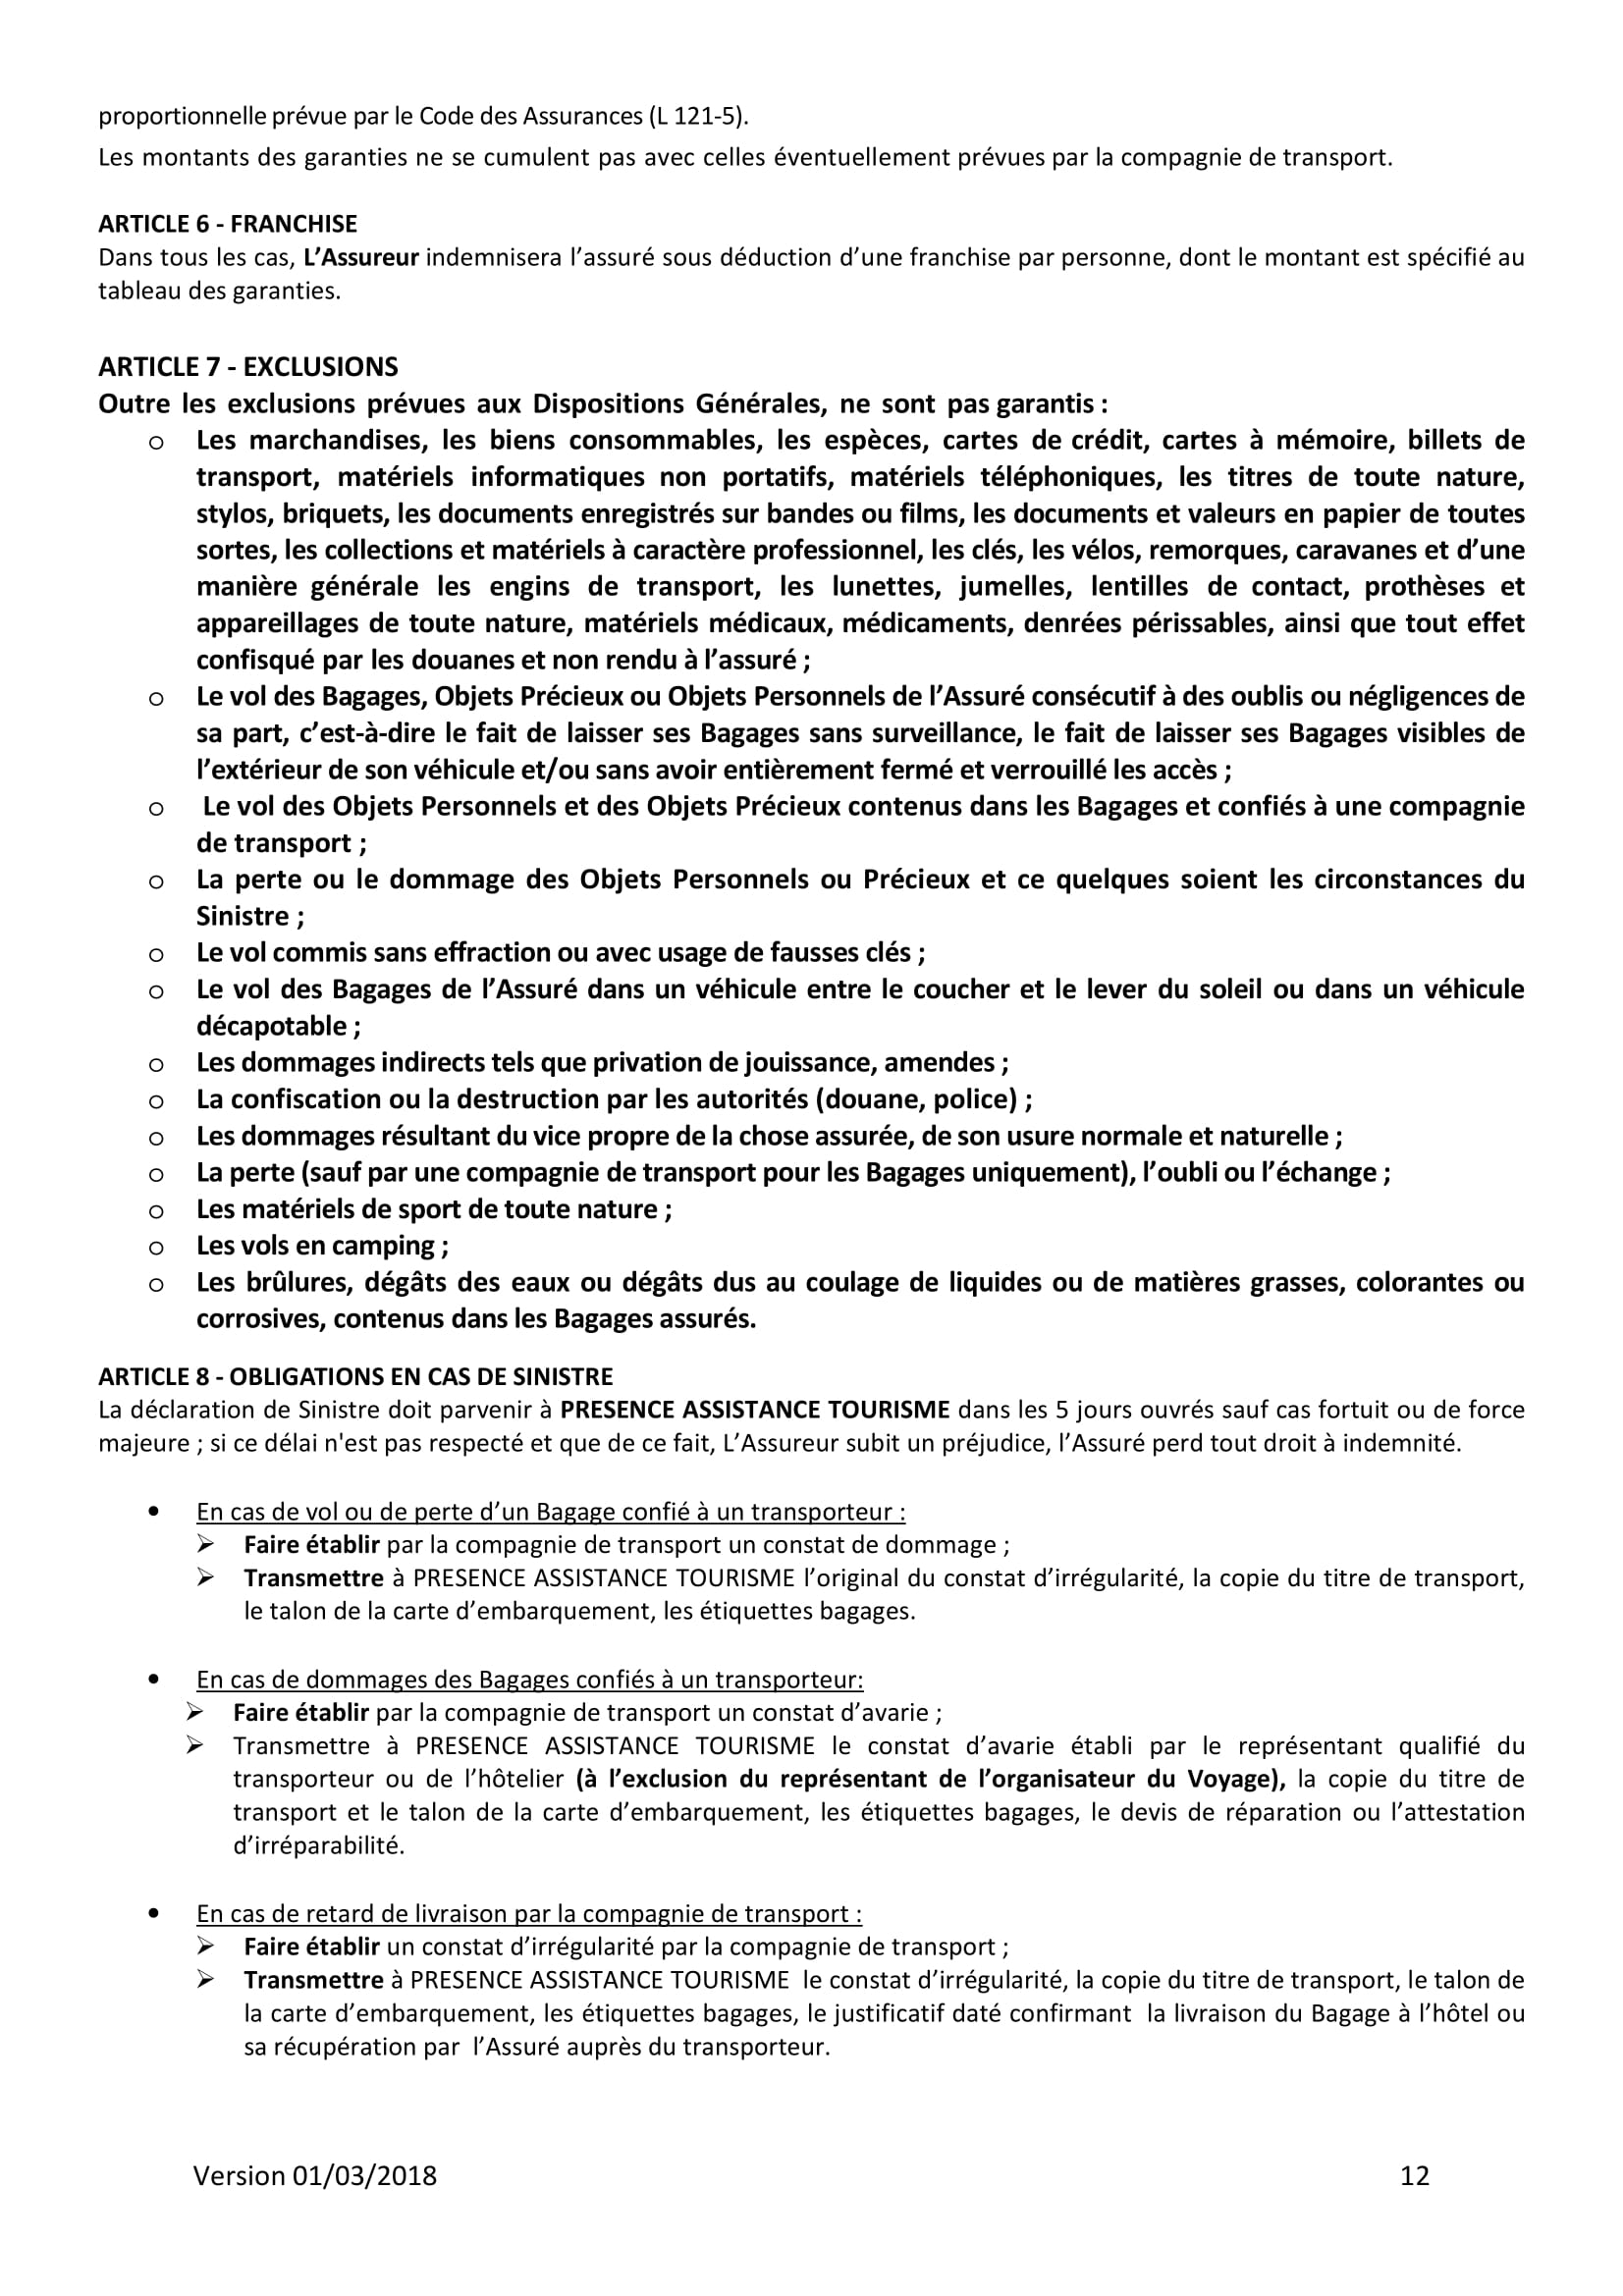 proportionnelle prévue par le Code des Assurances (L 121-5).
Les montants des garanties ne se cumulent pas avec celles éventuellement prévues par la compagnie de transport.
ARTICLE 6 - FRANCHISE
Dans tous les cas, L’Assureur indemnisera l’assuré sous déduction d’une franchise par personne, dont le montant est spécifié au
tableau des garanties.
ARTICLE 7 - EXCLUSIONS
Outre les exclusions prévues aux Dispositions Générales, ne sont pas garantis :
o Les marchandises, les biens consommables, les espèces, cartes de crédit, cartes à mémoire, billets de
transport, matériels informatiques non portatifs, matériels téléphoniques, les titres de toute nature,
stylos, briquets, les documents enregistrés sur bandes ou films, les documents et valeurs en papier de toutes
sortes, les collections et matériels à caractère professionnel, les clés, les vélos, remorques, caravanes et d’une
manière générale les engins de transport, les lunettes, jumelles, lentilles de contact, prothèses et
appareillages de toute nature, matériels médicaux, médicaments, denrées périssables, ainsi que tout effet
confisqué par les douanes et non rendu à l’assuré ;
o Le vol des Bagages, Objets Précieux ou Objets Personnels de l’Assuré consécutif à des oublis ou négligences de
sa part, c’est-à-dire le fait de laisser ses Bagages sans surveillance, le fait de laisser ses Bagages visibles de
l’extérieur de son véhicule et/ou sans avoir entièrement fermé et verrouillé les accès ;
o Le vol des Objets Personnels et des Objets Précieux contenus dans les Bagages et confiés à une compagnie
de transport ;
o La perte ou le dommage des Objets Personnels ou Précieux et ce quelques soient les circonstances du
Sinistre ;
o Le vol commis sans effraction ou avec usage de fausses clés ;
o Le vol des Bagages de l’Assuré dans un véhicule entre le coucher et le lever du soleil ou dans un véhicule
décapotable ;
o Les dommages indirects tels que privation de jouissance, amendes ;
o La confiscation ou la destruction par les autorités (douane, police) ;
o Les dommages résultant du vice propre de la chose assurée, de son usure normale et naturelle ;
o La perte (sauf par une compagnie de transport pour les Bagages uniquement), l’oubli ou l’échange ;
o Les matériels de sport de toute nature ;
o Les vols en camping ;
o Les brûlures, dégâts des eaux ou dégâts dus au coulage de liquides ou de matières grasses, colorantes ou
corrosives, contenus dans les Bagages assurés.
ARTICLE 8 - OBLIGATIONS EN CAS DE SINISTRE
La déclaration de Sinistre doit parvenir à PRESENCE ASSISTANCE TOURISME dans les 5 jours ouvrés sauf cas fortuit ou de force
majeure ; si ce délai n'est pas respecté et que de ce fait, L’Assureur subit un préjudice, l’Assuré perd tout droit à indemnité.
• En cas de vol ou de perte d’un Bagage confié à un transporteur :
➢ Faire établir par la compagnie de transport un constat de dommage ;
➢ Transmettre à PRESENCE ASSISTANCE TOURISME l’original du constat d’irrégularité, la copie du titre de transport,
le talon de la carte d’embarquement, les étiquettes bagages.
• En cas de dommages des Bagages confiés à un transporteur:
➢ Faire établir par la compagnie de transport un constat d’avarie ;
➢ Transmettre à PRESENCE ASSISTANCE TOURISME le constat d’avarie établi par le représentant qualifié du
transporteur ou de l’hôtelier (à l’exclusion du représentant de l’organisateur du Voyage), la copie du titre de
transport et le talon de la carte d’embarquement, les étiquettes bagages, le devis de réparation ou l’attestation
d’irréparabilité.
• En cas de retard de livraison par la compagnie de transport :
➢ Faire établir un constat d’irrégularité par la compagnie de transport ;
➢ Transmettre à PRESENCE ASSISTANCE TOURISME le constat d’irrégularité, la copie du titre de transport, le talon de
la carte d’embarquement, les étiquettes bagages, le justificatif daté confirmant la livraison du Bagage à l’hôtel ou
sa récupération par l’Assuré auprès du transporteur.
Version 01/03/2018 12